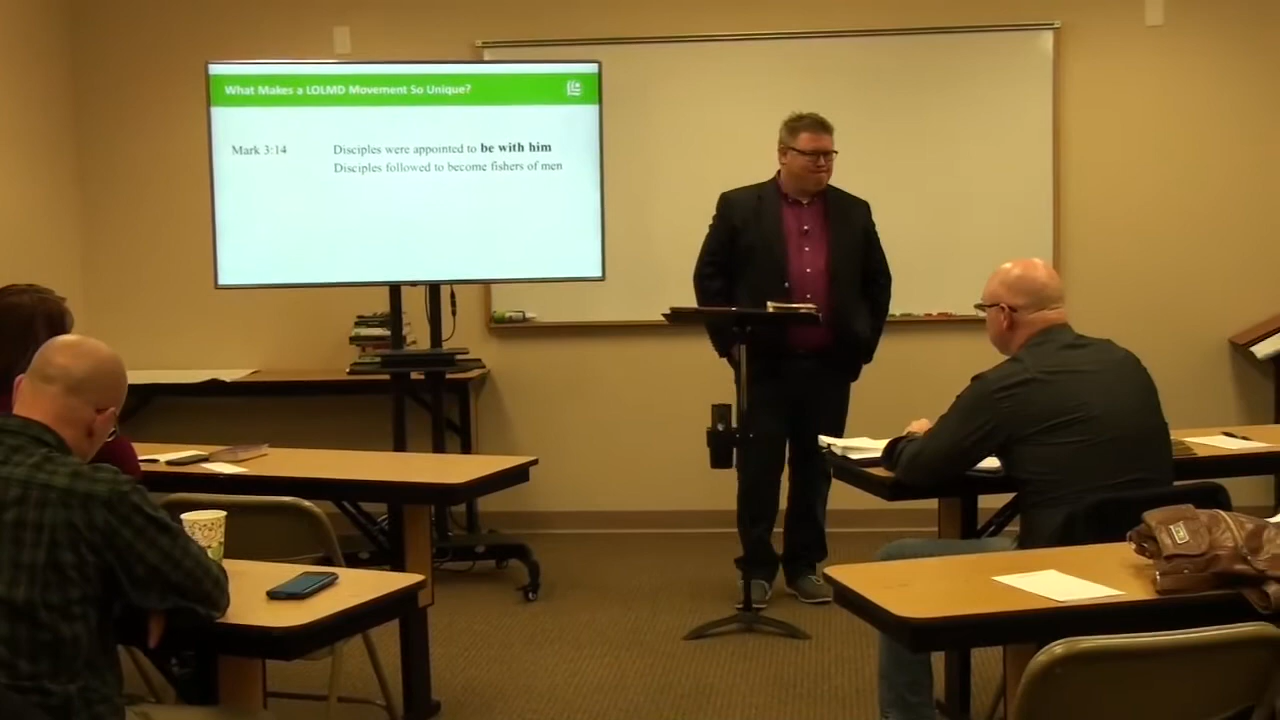 What Makes a LOLMD Movement So Unique?
Mark 3:14 Disciples were appointed to be with him
Disciples followed to become fishers of men